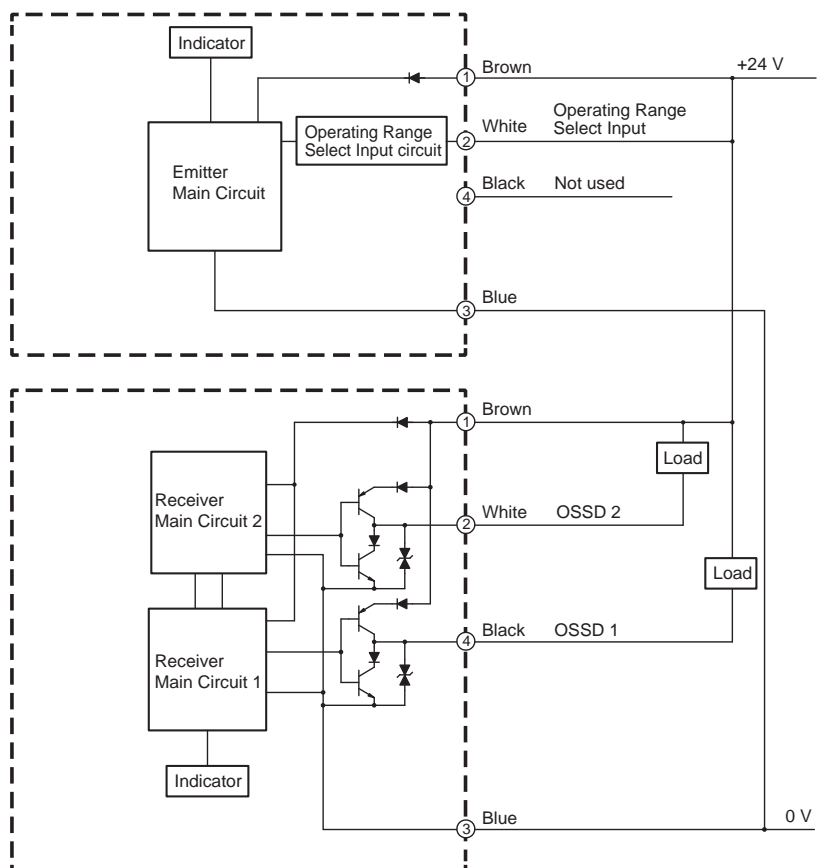 Indicator
① Brown
+24 V
Operating Range
Select Input circuit
② White
Operating Range
Select Input
Emitter
Main Circuit
④ Black
Not used
③ Blue
① Brown
Load
Receiver
Main Circuit 2
② White
OSSD 2
Load
④ Black
OSSD 1
Receiver
Main Circuit 1
Indicator
③ Blue
0 V